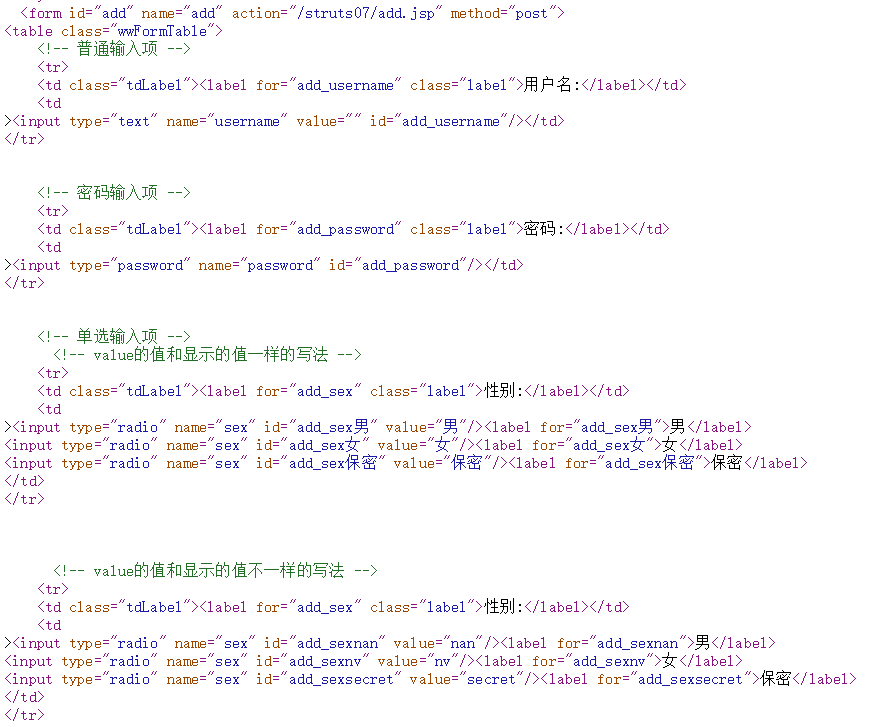 <form id="add" name="add" action="/struts07/add.jsp" method="post">
<table class="wwFormTable">
<!-- 普通输入项 -->
<tr>
<td class="tdLabel"><label for="add_username" class="label">用户名:</label></td>
<td
><input type="text" name="username" value="" id="add_username"/></td>
</tr>
<!-- 密码输入项 -->
<tr>
<td class="tdLabel"><label for="add_password" class="label">密码:</label></td>
<td
><input type="password" name="password" id="add_password"/></td>
</tr>
<!-- 单选输入项 -->
<!-- value的值和显示的值一样的写法 -->
<tr>
<td class="tdLabel"><label for="add_sex" class="label">性别:</label></td>
<td
><input type="radio" name="sex" id="add_sex男" value="男"/><label for="add_sex男">男</label>
<input type="radio" name="sex" id="add_sex女" value="女"/><label for="add_sex女">女</label>
<input type="radio" name="sex" id="add_sex保密" value="保密"/><label for="add_sex保密">保密</label>
</td>
</tr>
<!-- value的值和显示的值不一样的写法 -->
<tr>
<td class="tdLabel"><label for="add_sex" class="label">性别:</label></td>
<td
><input type="radio" name="sex" id="add_sexnan" value="nan"/><label for="add_sexnan">男</label>
<input type="radio" name="sex" id="add_sexnv" value="nv"/><label for="add_sexnv">女</label>
<input type="radio" name="sex" id="add_sexsecret" value="secret"/><label for="add_sexsecret">保密</label>
</td>
</tr>